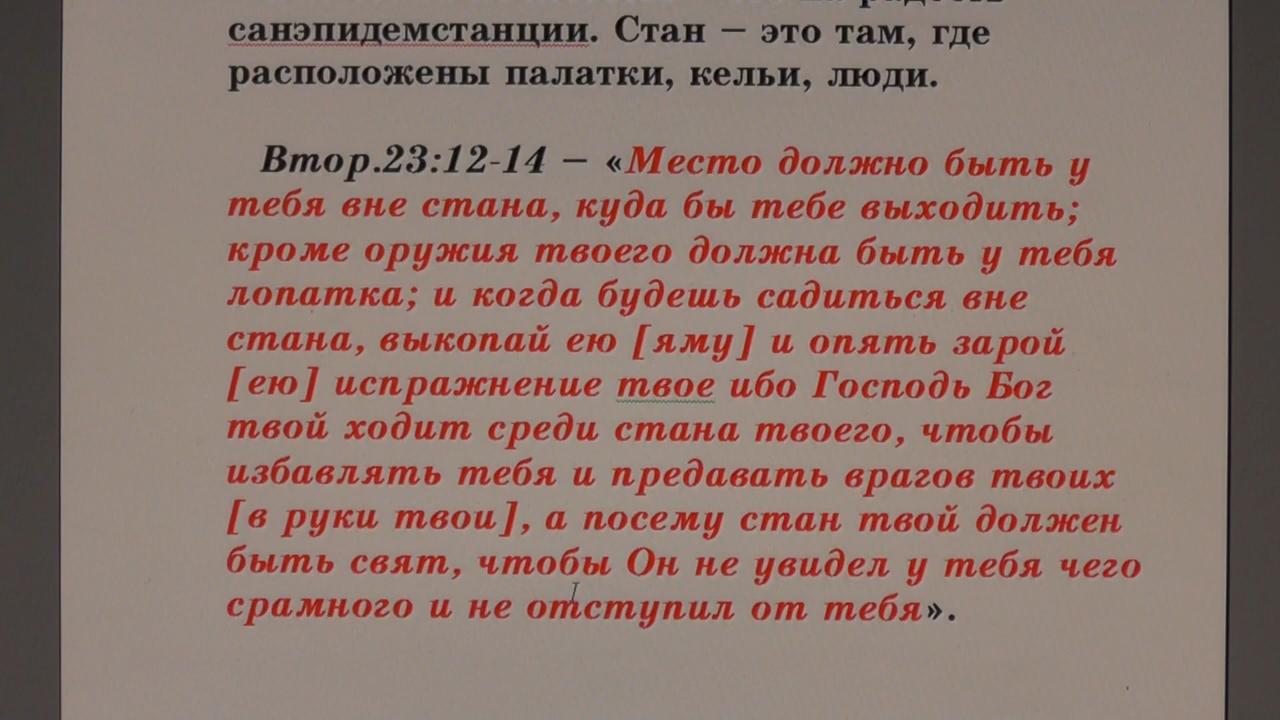 санэпидемстанции. Стан – это там, где
расположены палатки, кельи, люди.
Втор.23:12-14 – «Место должно быть у
тебя вне стана, куда бы тебе выходить;
кроме оружия твоего должна быть у тебя
лопатка; и когда будешь садиться вне
стана, выкопай ею [яму] и опять зарой
[ею] испражнение твое ибо Господь Бог
твой ходит среди стана твоего, чтобы
избавлять тебя и предавать врагов твоих
[в руки твои], а посему стан твой должен
быть свят, чтобы Он не увидел у тебя чего
срамного и не отступил от тебя».